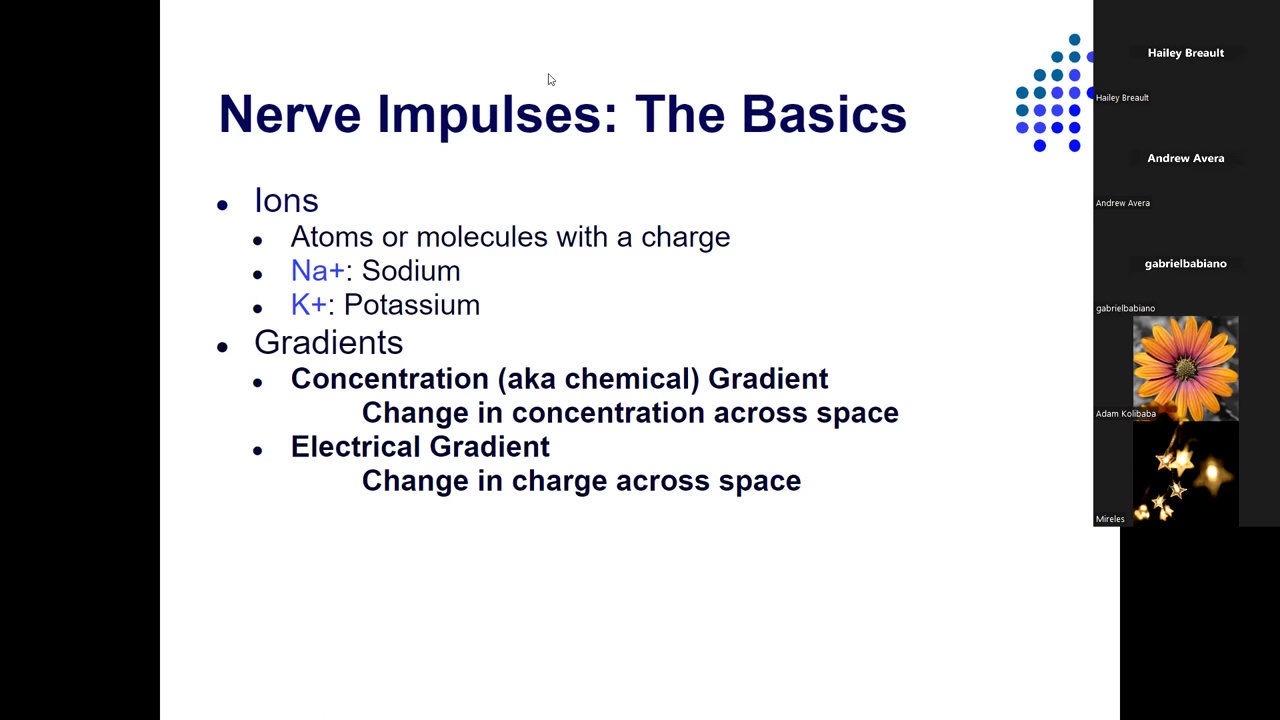 Nerve Impulses: The Basics
• Ions
• Atoms or molecules with a charge
• Na+: Sodium
• K+: Potassium
• Gradients
• Concentration (aka chemical) Gradient
Change in concentration across space
• Electrical Gradient
Change in charge across space
Hailey Breault
Hailey Breault
Andrew Avera
Andrew Avera
gabrielbabiano
gabrielbabiano
Adam Kolibaba
Mireles